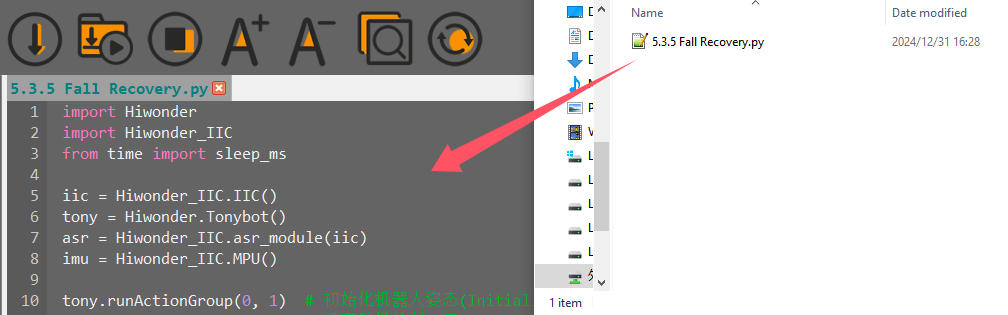 5.3.5 Fall Recovery.py
1 import Hiwonder
2 import Hiwonder_IIC
3 from time import sleep_ms
4
5 iic = Hiwonder_IIC.IIC()
6 tony = Hiwonder.Tonybot()
7 asr = Hiwonder_IIC.asr_module(iic)
8 imu = Hiwonder_IIC.MPU()
9
10 tony.runActionGroup(0, 1) # 初始化机器人姿态(Initial
Name Date modified
5.3.5 Fall Recovery.py 2024/12/31 16:28
D
D
D
P
V
L
L
L
L
L
1 item